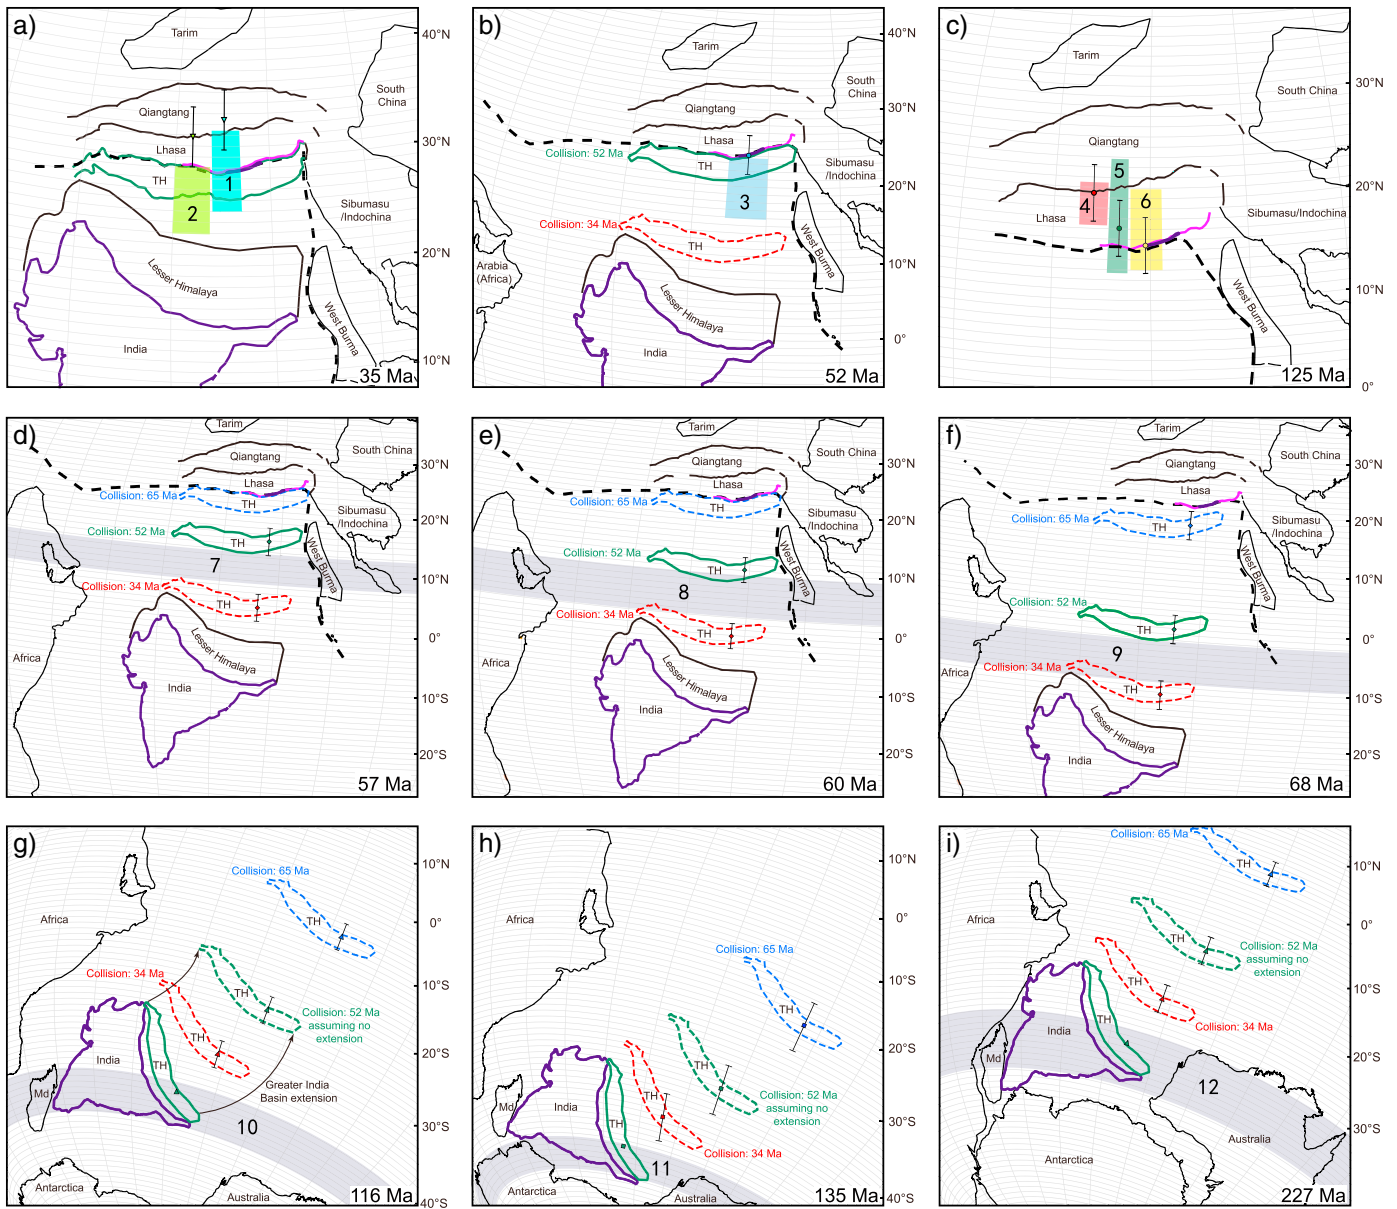 a)
Tarim
40°N
South
China
Qiangtang
30°N
Lhasa
TH
1
2
Sibumasu
/Indochina
20°N
Lesser Himalaya
West Burma
India
10°N
35 Ma
b)
Tarim
40°N
South
China
30°N
Qiangtang
Lhasa
Collision: 52 Ma
TH
Sibumasu
/Indochina
20°N
3
Collision: 34 Ma
TH
West Burma
Arabia
(Africa)
10°N
Lesser Himalaya
India
0°
52 Ma
c)
Tarim
30°N
South China
Qiangtang
5
20°N
4
6
Lhasa
Sibumasu/Indochina
10°N
West Burma
125 Ma
0°
d)
Tarim
South China
Qiangtang
30°N
Lhasa
Collision: 65 Ma
TH
Sibumasu
/Indochina
20°N
Collision: 52 Ma
TH
West Burma
7
10°N
Collision: 34 Ma
TH
0°
Africa
Lesser Himalaya
India
10°S
20°S
57 Ma
e)
Tarim
South China
Qiangtang
30°N
Lhasa
Collision: 65 Ma
TH
Sibumasu
/Indochina
20°N
Collision: 52 Ma
TH
West Burma
8
10°N
Collision: 34 Ma
TH
0°
Africa
Lesser Himalaya
India
10°S
20°S
60 Ma
f)
Tarim
South China
Qiangtang
30°N
Lhasa
Collision: 65 Ma
TH
Sibumasu
/Indochina
20°N
West Burma
10°N
Collision: 52 Ma
TH
0°
9
Collision: 34 Ma
TH
Africa
10°S
Lesser Himalaya
India
20°S
68 Ma
g)
10°N
Collision: 65 Ma
TH
Africa
0°
Collision: 34 Ma
TH
10°S
Collision: 52 Ma
assuming no
extension
TH
India
TH
20°S
Md
Greater India
Basin extension
10
30°S
Antarctica
Australia
116 Ma
40°S
h)
10°N
Africa
0°
Collision: 65 Ma
10°S
TH
TH
20°S
TH
India
Md
Collision: 52 Ma
assuming no
extension
TH
30°S
Collision: 34 Ma
11
Antarctica
Australia
135 Ma
40°S
i)
Collision: 65 Ma
TH
10°N
Africa
0°
TH
Collision: 52 Ma
assuming no
extension
TH
10°S
TH
Collision: 34 Ma
India
Md
20°S
12
Australia
30°S
Antarctica
227 Ma